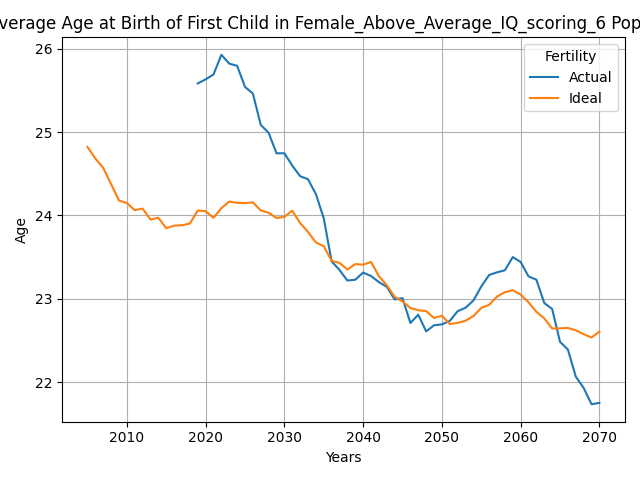 verage Age at Birth of First Child in Female_Above_Average_IQ_scoring_6 Pop
Fertility
Actual
Ideal
26
25
24
23
22
Age
2010
2020
2030
2040
2050
2060
2070
Years